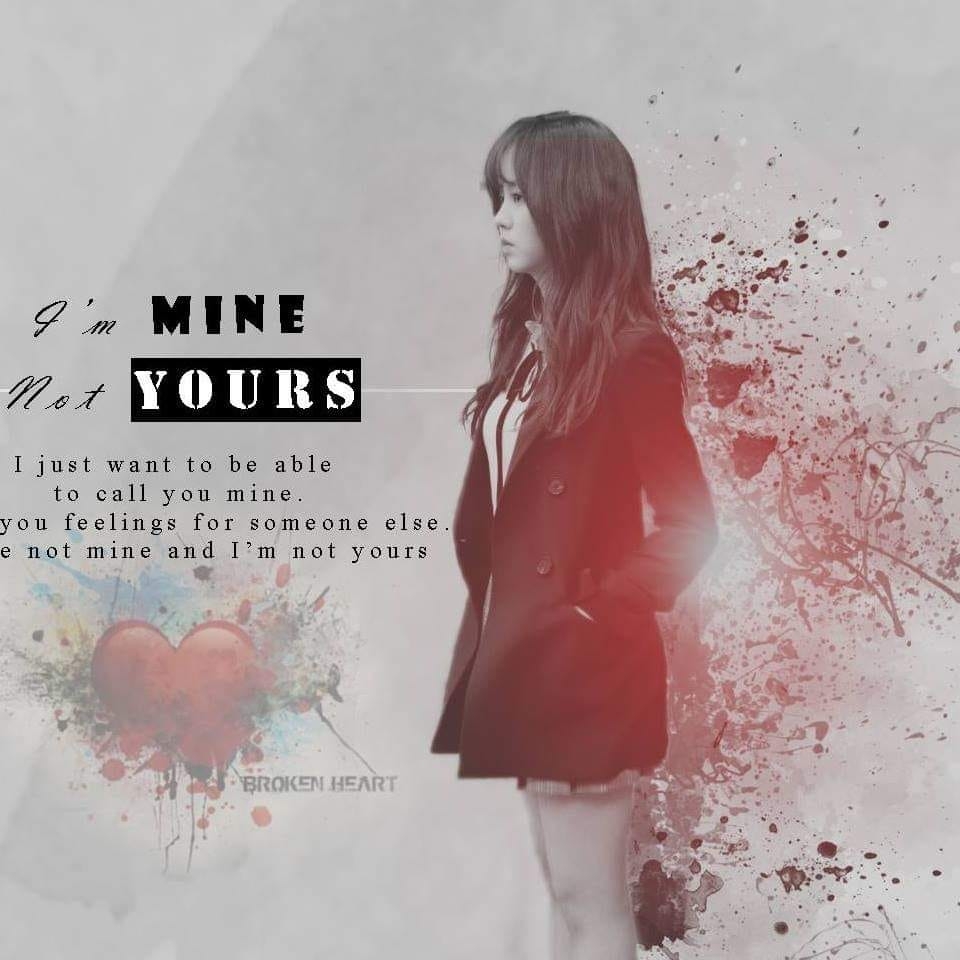 I'm MINE
Not YOURS
I just want to be able
to call you mine.
you feelings for someone else.
e not mine and I'm not yours
BROKEN HEART